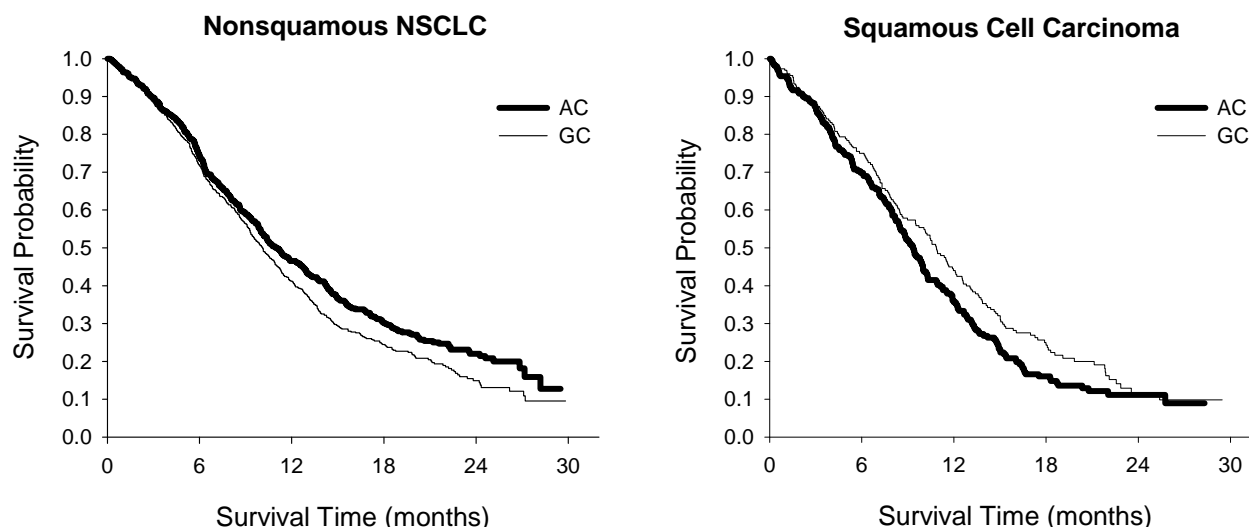 Nonsquamous NSCLC
Survival Probability
1.0
0.9
0.8
0.7
0.6
0.5
0.4
0.3
0.2
0.1
0.0
AC
GC
0 6 12 18 24 30
Survival Time (months)
Squamous Cell Carcinoma
Survival Probability
1.0
0.9
0.8
0.7
0.6
0.5
0.4
0.3
0.2
0.1
0.0
AC
GC
0 6 12 18 24 30
Survival Time (months)